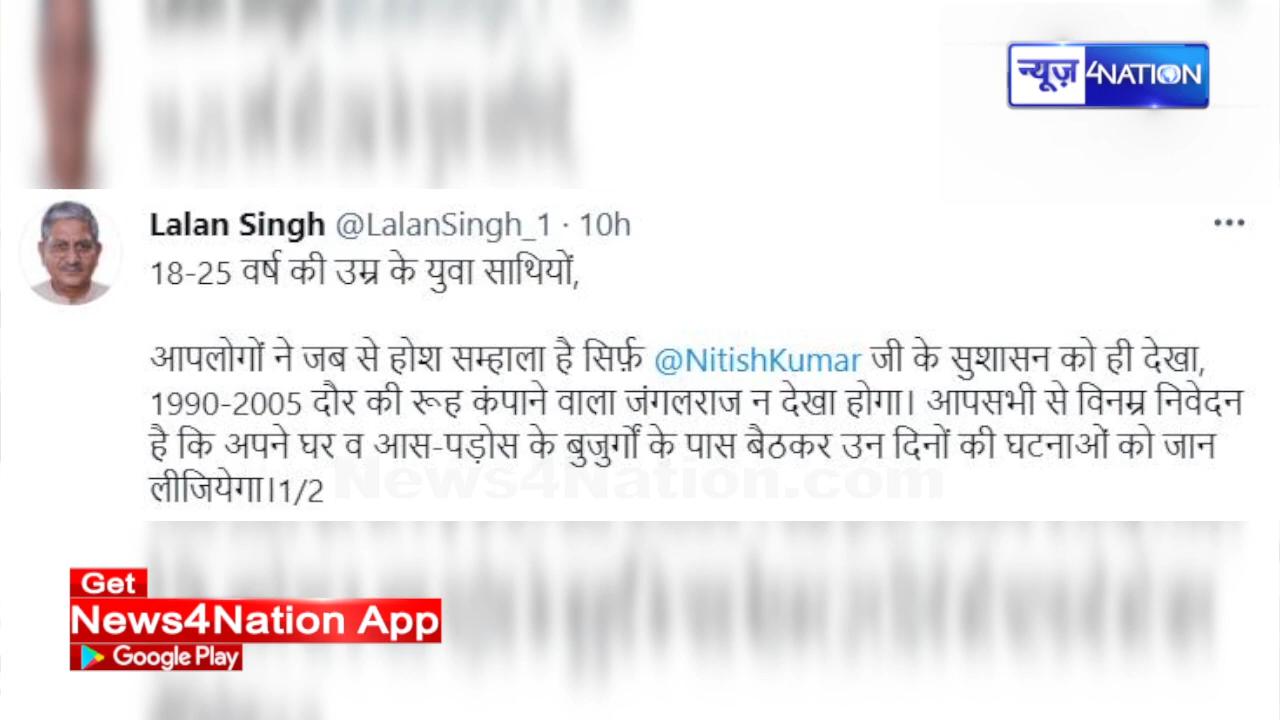 न्यूज़ 4NATION
Lalan Singh @LalanSingh_1 · 10h
18-25 वर्ष की उम्र के युवा साथियों,
आपलोगों ने जब से होश सम्हाला है सिर्फ़ @NitishKumar जी के सुशासन को ही देखा,
1990-2005 दौर की रूह कंपाने वाला जंगलराज न देखा होगा। आपसभी से विनम्र निवेदन
है कि अपने घर व आस-पड़ोस के बुजुर्गों के पास बैठकर उन दिनों की घटनाओं को जान
लीजियेगा।1/2
News4Nation.com
Get
News4Nation App
Google Play